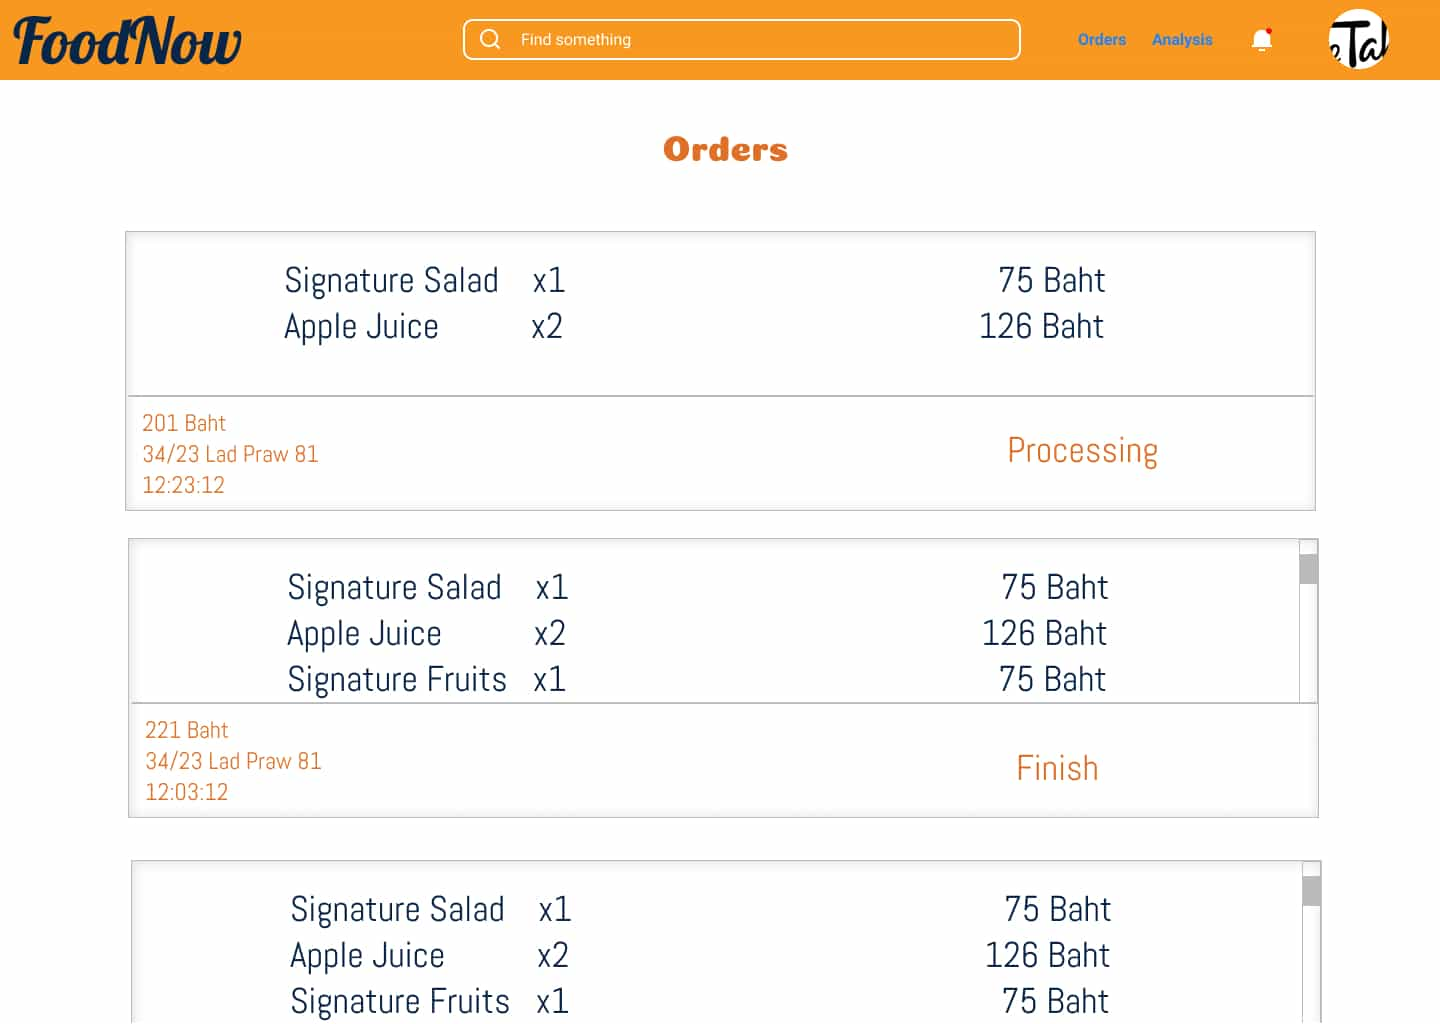 FoodNow
Find something
Orders
Analysis
eTal
Orders
Signature Salad x1 75 Baht
Apple Juice x2 126 Baht
201 Baht
34/23 Lad Praw 81
12:23:12
Processing
Signature Salad x1 75 Baht
Apple Juice x2 126 Baht
Signature Fruits x1 75 Baht
221 Baht
34/23 Lad Praw 81
12:03:12
Finish
Signature Salad x1 75 Baht
Apple Juice x2 126 Baht
Signature Fruits x1 75 Baht